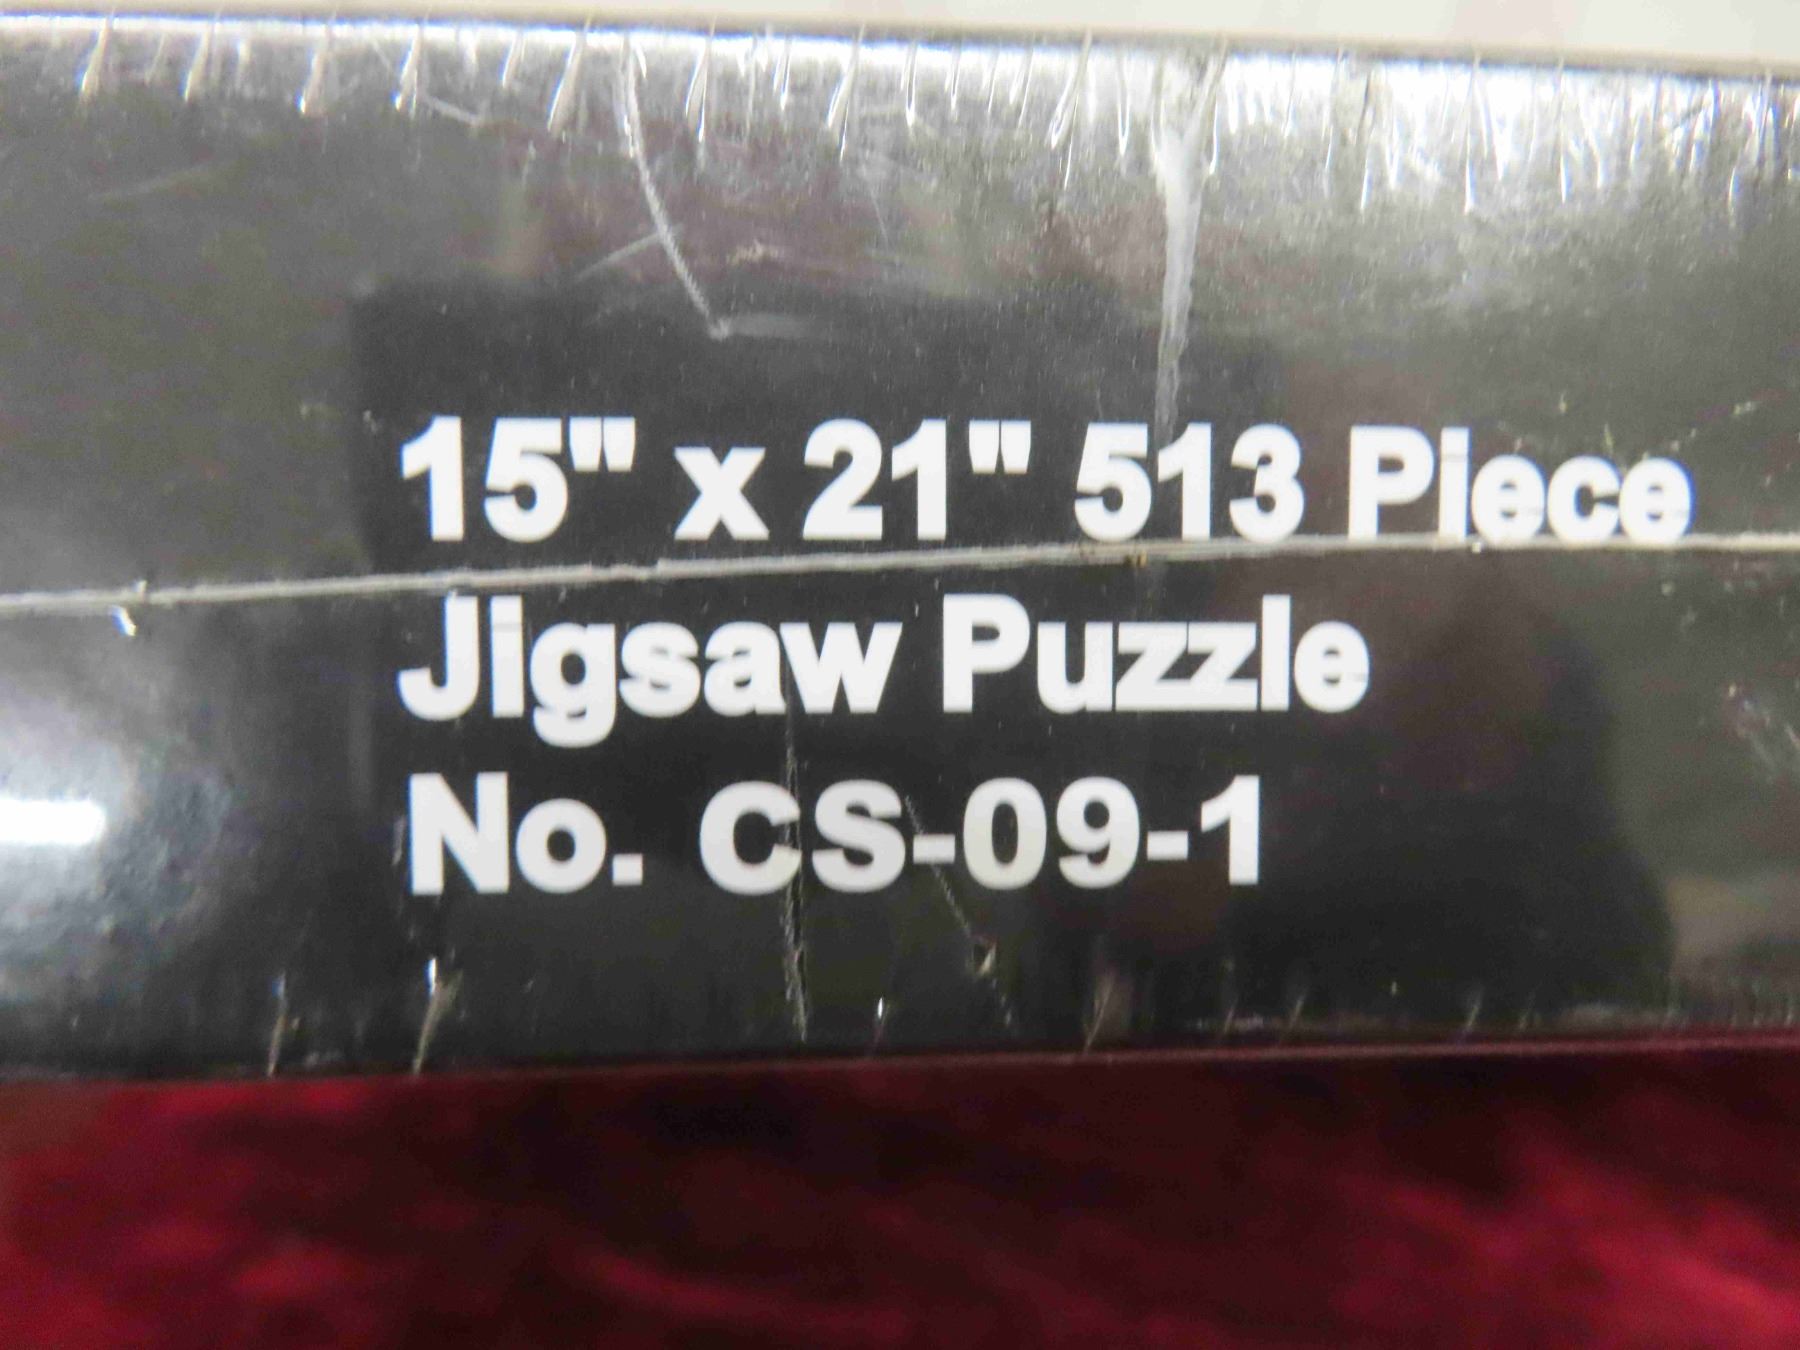 15" x 21" 513 Piece
Jigsaw Puzzle
No. CS-09-1